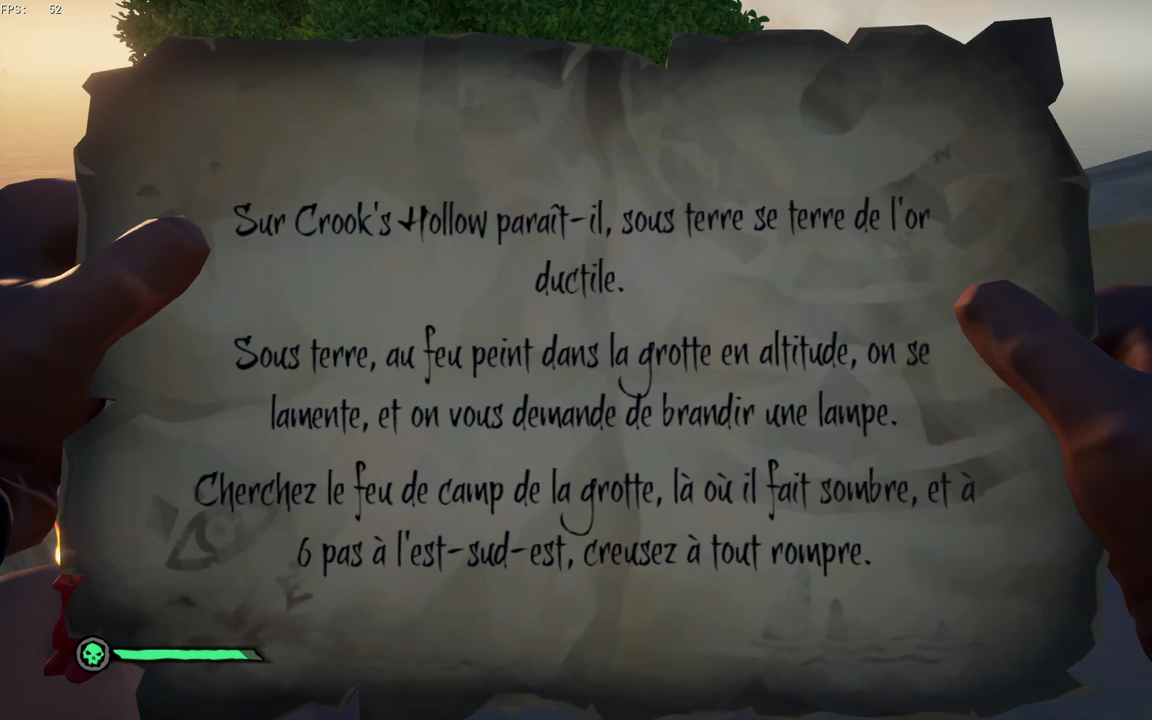 FPS: 52
Sur Crook's Hollow paraît-il, sous terre se terre de l'or
ductile.
Sous terre, au feu peint dans la grotte en altitude, on se
lamente, et on vous demande de brandir une lampe.
Cherchez le feu de camp de la grotte, là où il fait sombre, et à
6 pas à l'est-sud-est, creusez à tout rompre.